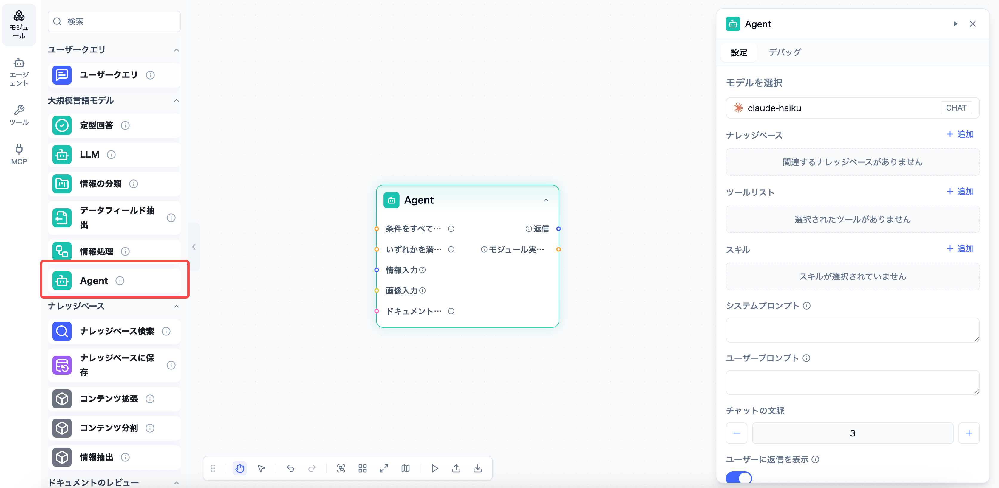 モジュ
ール
エージ
ェント
ツール
MCP
検索
ユーザークエリ
ユーザークエリ
大規模言語モデル
定型回答
LLM
情報の分類
データフィールド抽
出
情報処理
Agent
ナレッジベース
ナレッジベース検索
ナレッジベースに保
存
コンテンツ拡張
コンテンツ分割
情報抽出
ドキュメントのレビュー
Agent
条件をすべて… 返信
いずれかを満… モジュール実…
情報入力
画像入力
ドキュメント…
Agent
設定 デバッグ
モデルを選択
claude-haiku CHAT
ナレッジベース + 追加
関連するナレッジベースがありません
ツールリスト + 追加
選択されたツールがありません
スキル + 追加
スキルが選択されていません
システムプロンプト
ユーザープロンプト
チャットの文脈
3
ユーザーに返信を表示